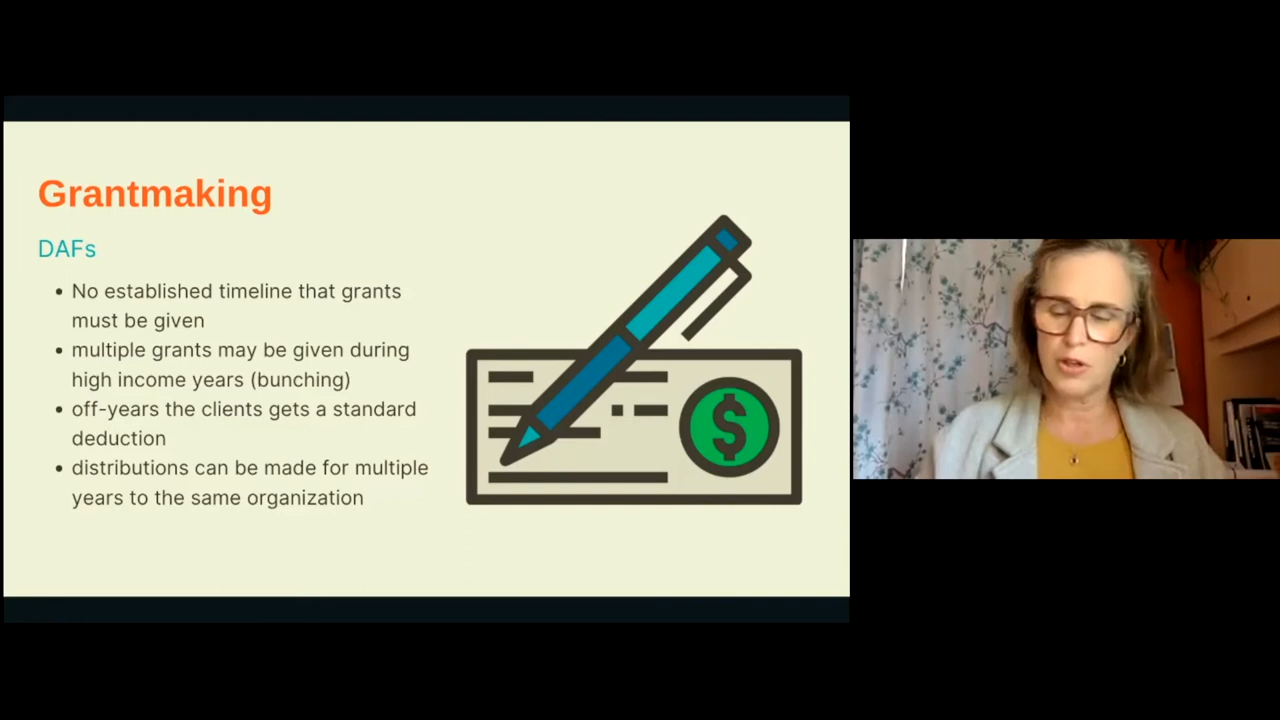 Grantmaking
DAFs
• No established timeline that grants
must be given
• multiple grants may be given during
high income years (bunching)
• off-years the clients gets a standard
deduction
• distributions can be made for multiple
years to the same organization
$